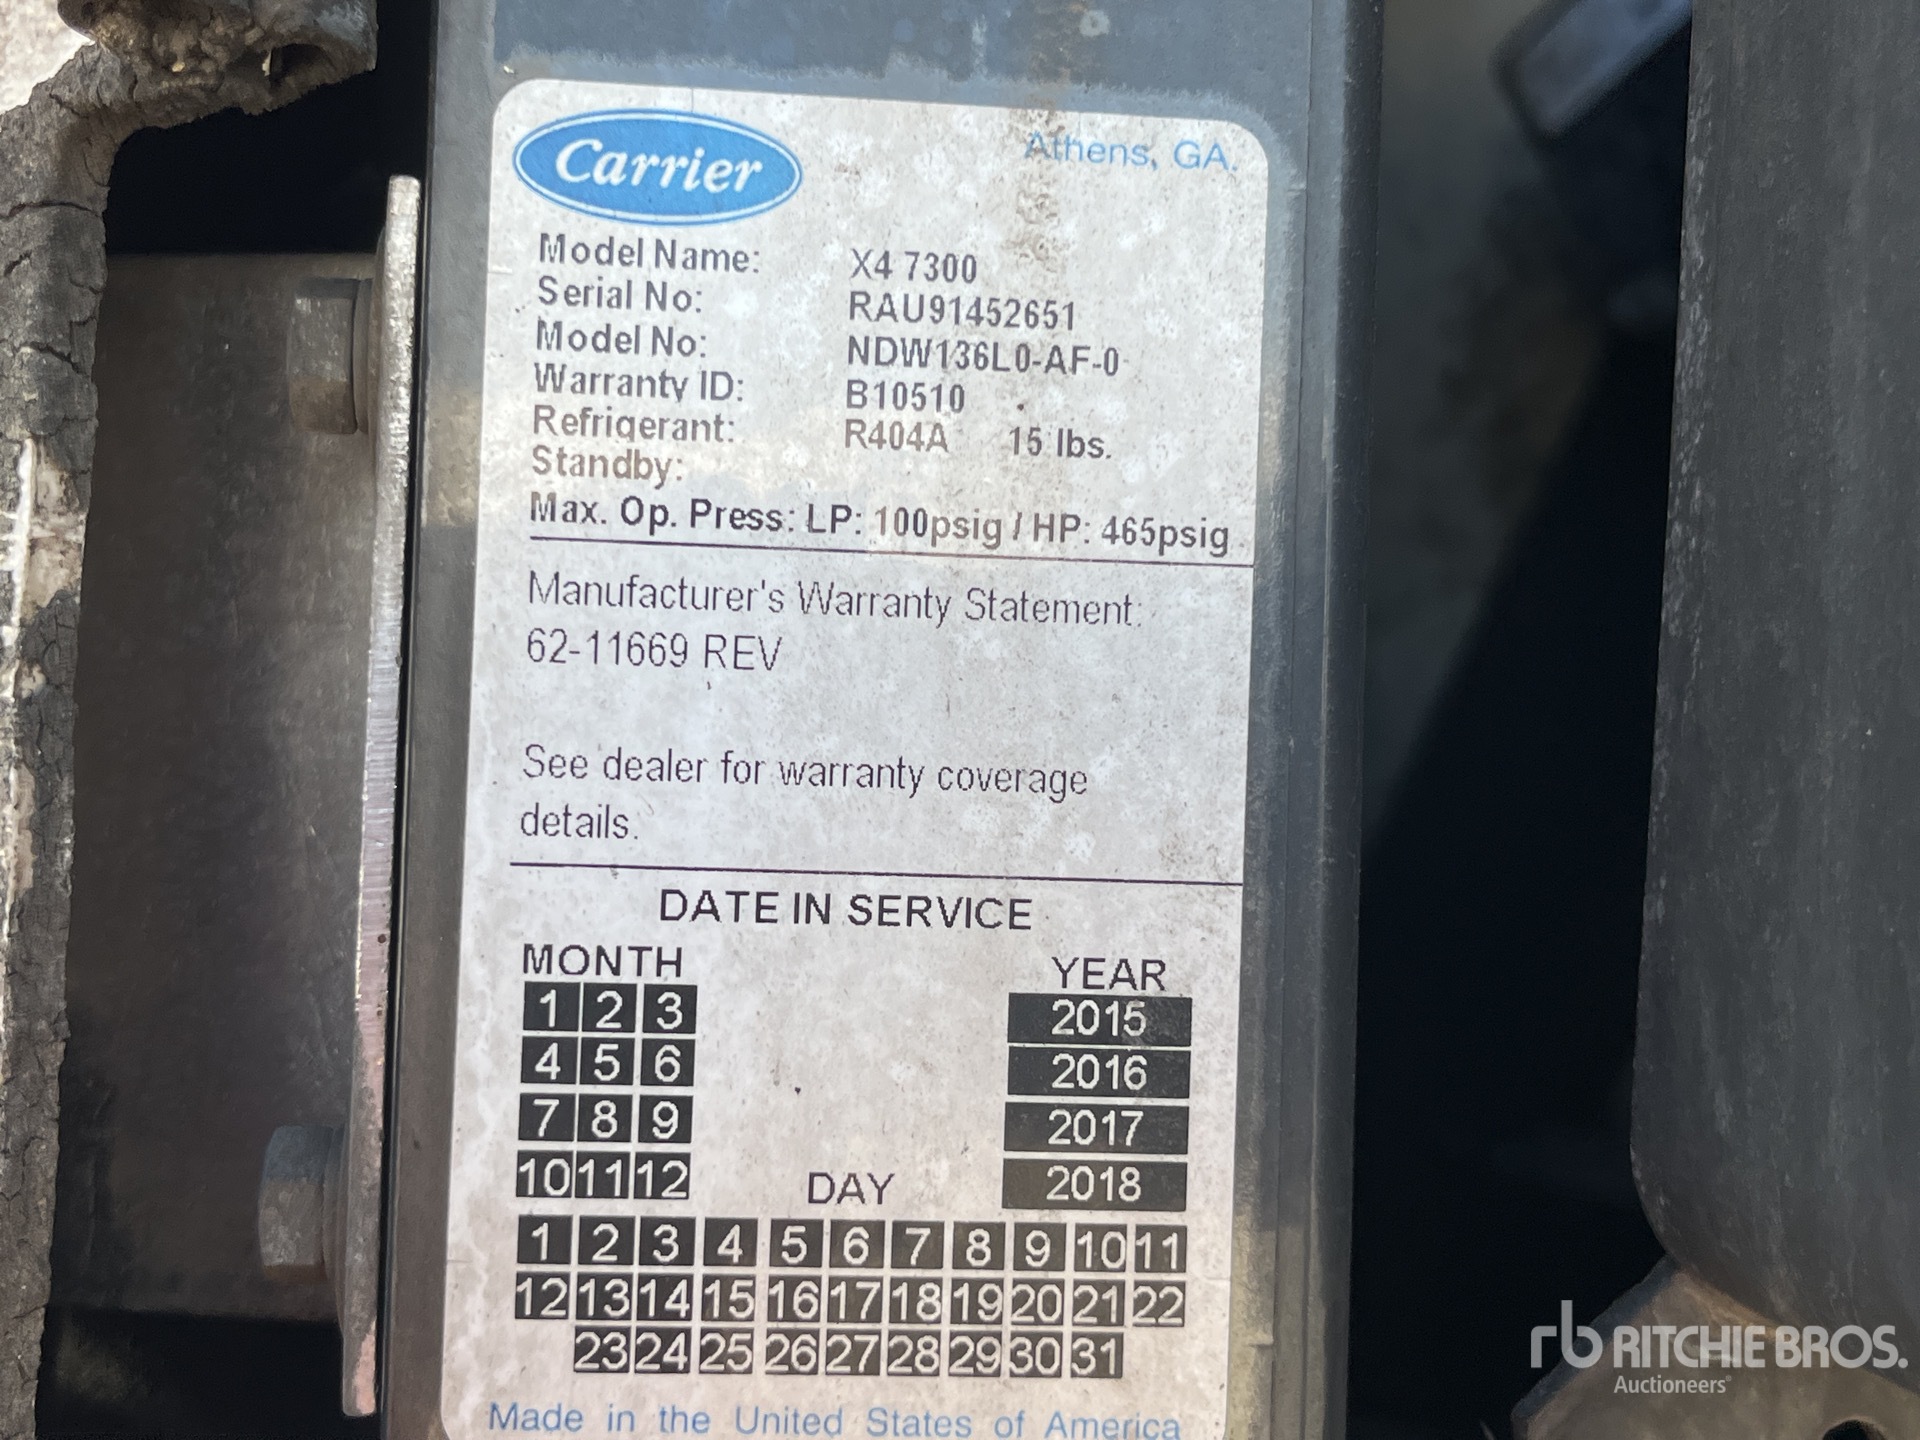 Carrier
Athens, GA.
Model Name: X4 7300
Serial No: RAU91452651
Model No: NDW136L0-AF-0
Warranty ID: B10510
Refrigerant: R404A 15 lbs.
Standby:
Max. Op. Press: LP: 100psig / HP: 465psig
Manufacturer's Warranty Statement:
62-11669 REV
See dealer for warranty coverage
details.
DATE IN SERVICE
MONTH
YEAR
1 2 3
2015
4 5 6
2016
7 8 9
2017
10 11 12
2018
DAY
1 2 3 4 5 6 7 8 9 10 11
12 13 14 15 16 17 18 19 20 21 22
23 24 25 26 27 28 29 30 31
Made in the United States of America
rb RITCHIE BROS.
Auctioneers